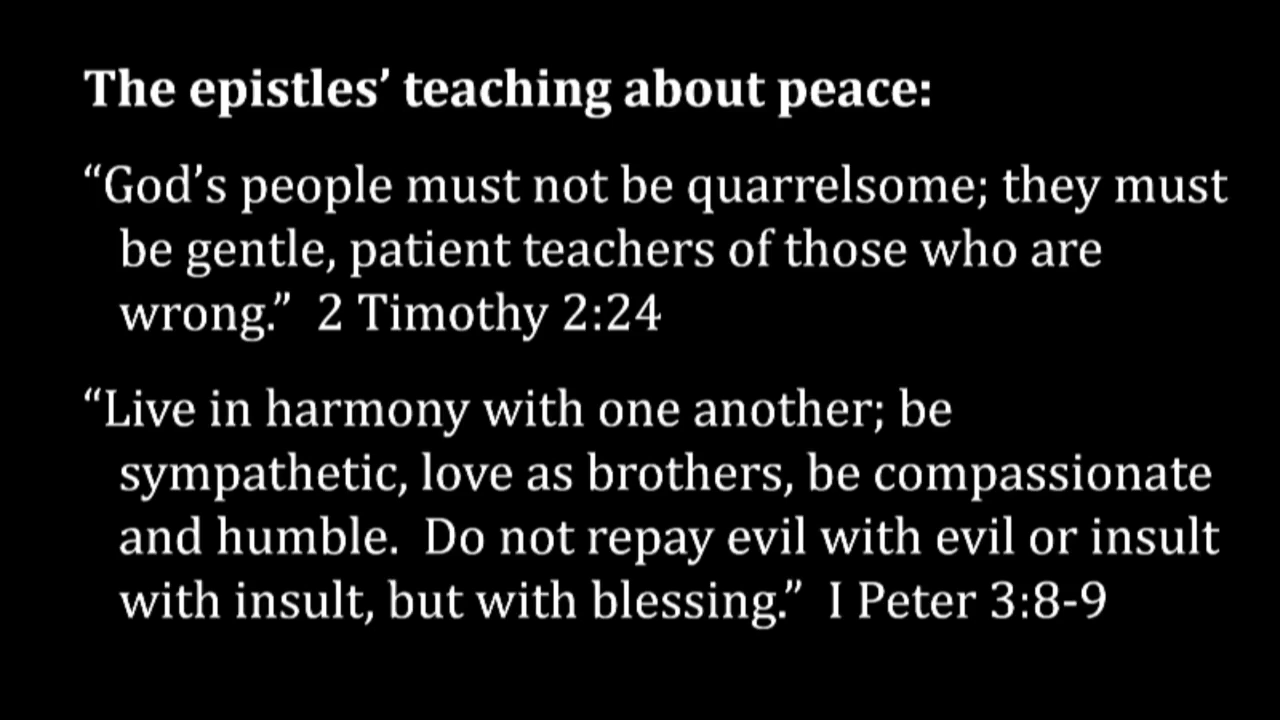 The epistles’ teaching about peace:
“God’s people must not be quarrelsome; they must
be gentle, patient teachers of those who are
wrong.”  2 Timothy 2:24
“Live in harmony with one another; be
sympathetic, love as brothers, be compassionate
and humble.  Do not repay evil with evil or insult
with insult, but with blessing.”  I Peter 3:8-9